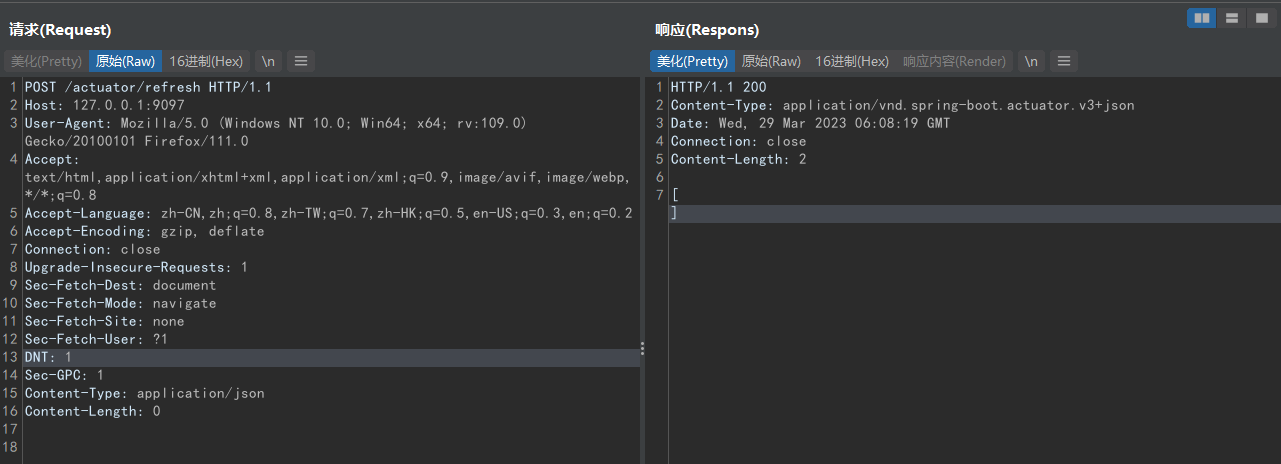 请求(Request)
美化(Pretty) 原始(Raw) 16进制(Hex) \n
1 POST /actuator/refresh HTTP/1.1
2 Host: 127.0.0.1:9097
3 User-Agent: Mozilla/5.0 (Windows NT 10.0; Win64; x64; rv:109.0)
Gecko/20100101 Firefox/111.0
4 Accept:
text/html,application/xhtml+xml,application/xml;q=0.9,image/avif,image/webp,
*/*;q=0.8
5 Accept-Language: zh-CN,zh;q=0.8,zh-TW;q=0.7,zh-HK;q=0.5,en-US;q=0.3,en;q=0.2
6 Accept-Encoding: gzip, deflate
7 Connection: close
8 Upgrade-Insecure-Requests: 1
9 Sec-Fetch-Dest: document
10 Sec-Fetch-Mode: navigate
11 Sec-Fetch-Site: none
12 Sec-Fetch-User: ?1
13 DNT: 1
14 Sec-GPC: 1
15 Content-Type: application/json
16 Content-Length: 0
17
18
响应(Respons)
美化(Pretty) 原始(Raw) 16进制(Hex) 响应内容(Render) \n
1 HTTP/1.1 200
2 Content-Type: application/vnd.spring-boot.actuator.v3+json
3 Date: Wed, 29 Mar 2023 06:08:19 GMT
4 Connection: close
5 Content-Length: 2
6
7 [
]